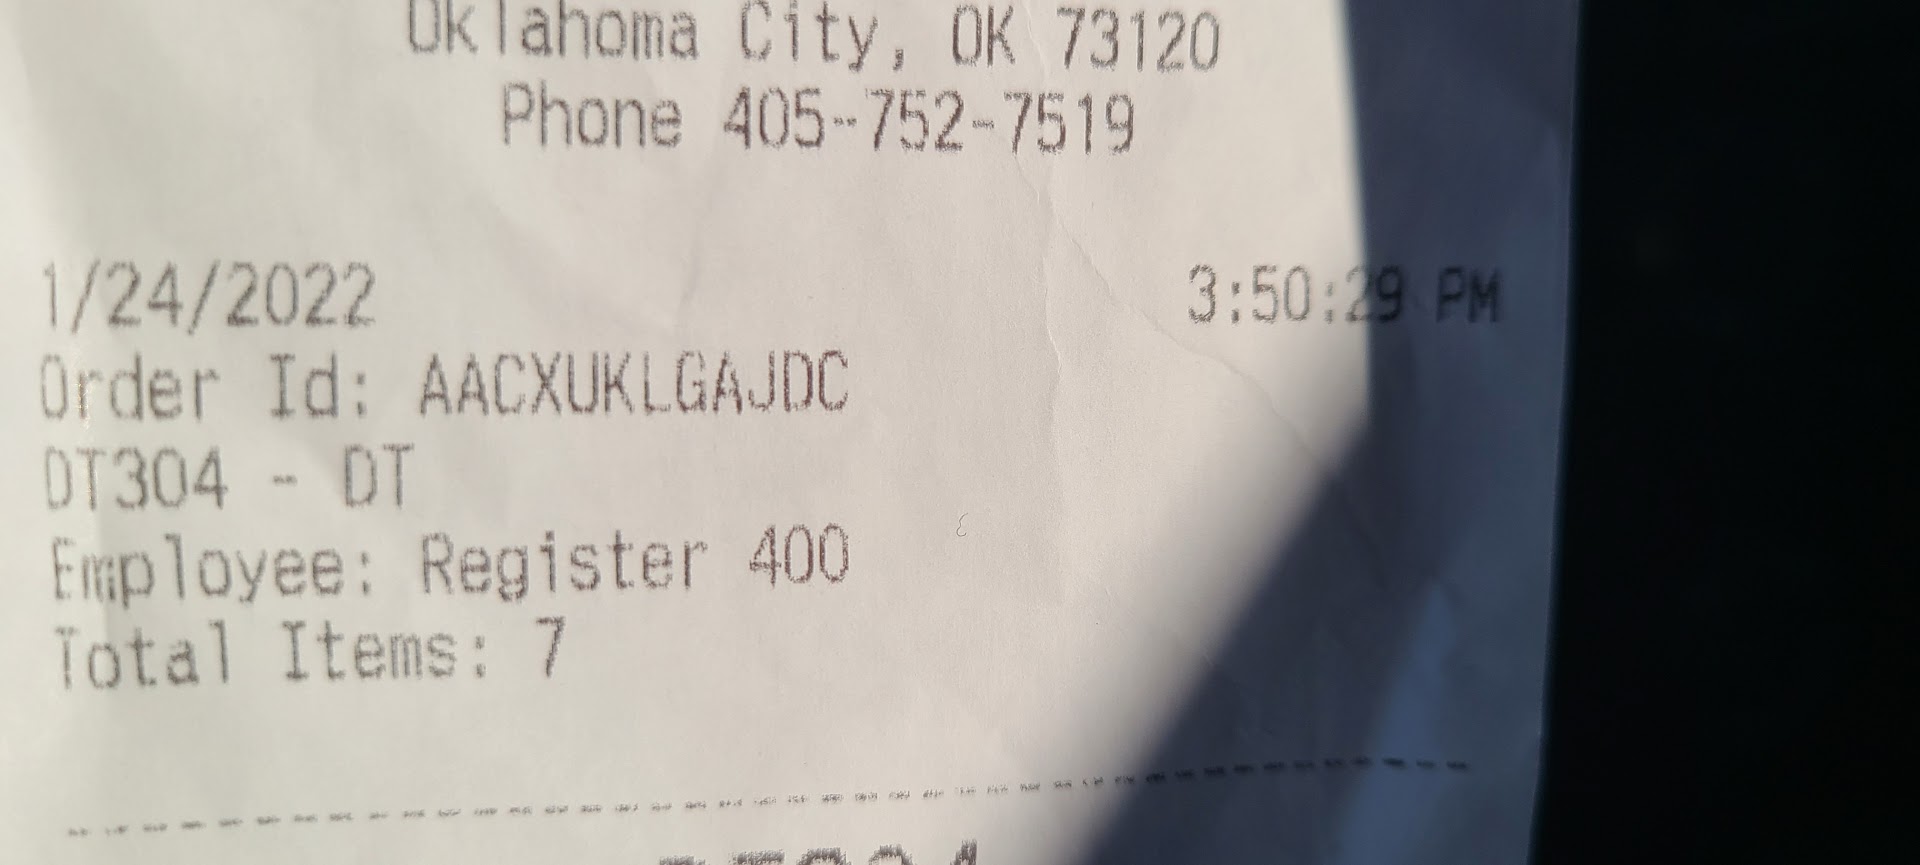 Oklahoma City, OK 73120
Phone 405-752-7519
1/24/2022 3:50:29 PM
Order Id: AACXUKLGAJDC
DT304 - DT
Employee: Register 400
Total Items: 7